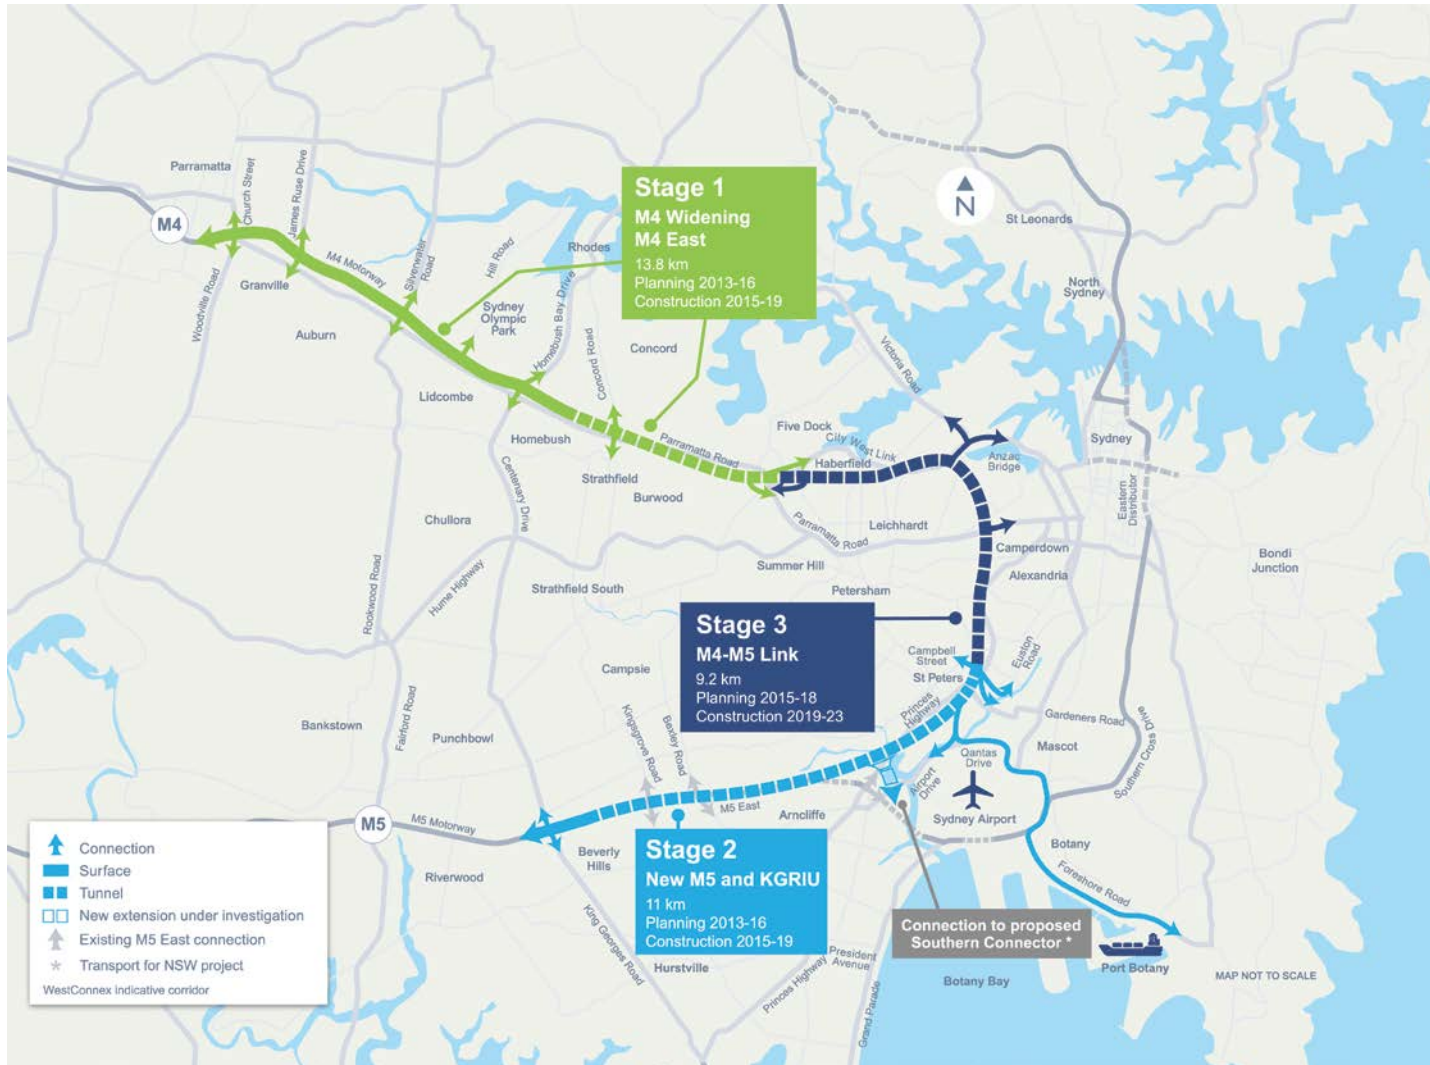 Parramatta
Church Street
James Ruse Drive
M4
M4 Motorway
Silverwater
Road
Hill Road
Rhodes
Woodville Road
Granville
Auburn
Sydney
Olympic
Park
Homebush Bay Drive
Concord Road
Concord
Stage 1
M4 Widening
M4 East
13.8 km
Planning 2013-16
Construction 2015-19
N
St Leonards
North
Sydney
Victoria Road
Lidcombe
Homebush
Parramatta Road
Five Dock
City West Link
Haberfield
Anzac
Bridge
Sydney
Eastern
Distributor
Strathfield
Burwood
Centenary Drive
Chullora
Parramatta Road
Leichhardt
Camperdown
Alexandria
Bondi
Junction
Summer Hill
Petersham
Rookwood Road
Hume Highway
Strathfield South
Stage 3
M4-M5 Link
9.2 km
Planning 2015-18
Construction 2019-23
Campbell
Street
St Peters
Euston
Road
Campsie
Princes
Highway
Gardeners Road
Bankstown
Fairford Road
Punchbowl
Kingsgrove Road
Bexley Road
Mascot
Southern Cross Drive
Qantas
Drive
Airport
Drive
Sydney Airport
M5
M5 Motorway
M5 East
Arncliffe
Botany
Foreshore Road
Beverly
Hills
Riverwood
Stage 2
New M5 and KGRIU
11 km
Planning 2013-16
Construction 2015-19
King Georges Road
Hurstville
Princes Highway
President
Avenue
Grand Parade
Connection to proposed
Southern Connector *
Botany Bay
Port Botany
MAP NOT TO SCALE
Connection
Surface
Tunnel
New extension under investigation
Existing M5 East connection
* Transport for NSW project
WestConnex indicative corridor